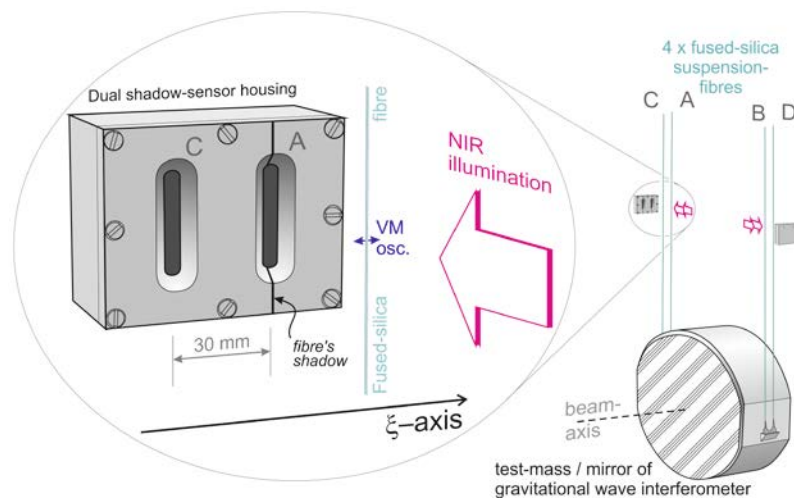 Dual shadow-sensor housing
C
A
fibre
NIR
illumination
VM
osc.
Fused-silica
30 mm
fibre's
shadow
ξ–axis
4 x fused-silica
suspension-
fibres
C A
B D
beam-
axis
test-mass / mirror of
gravitational wave interferometer